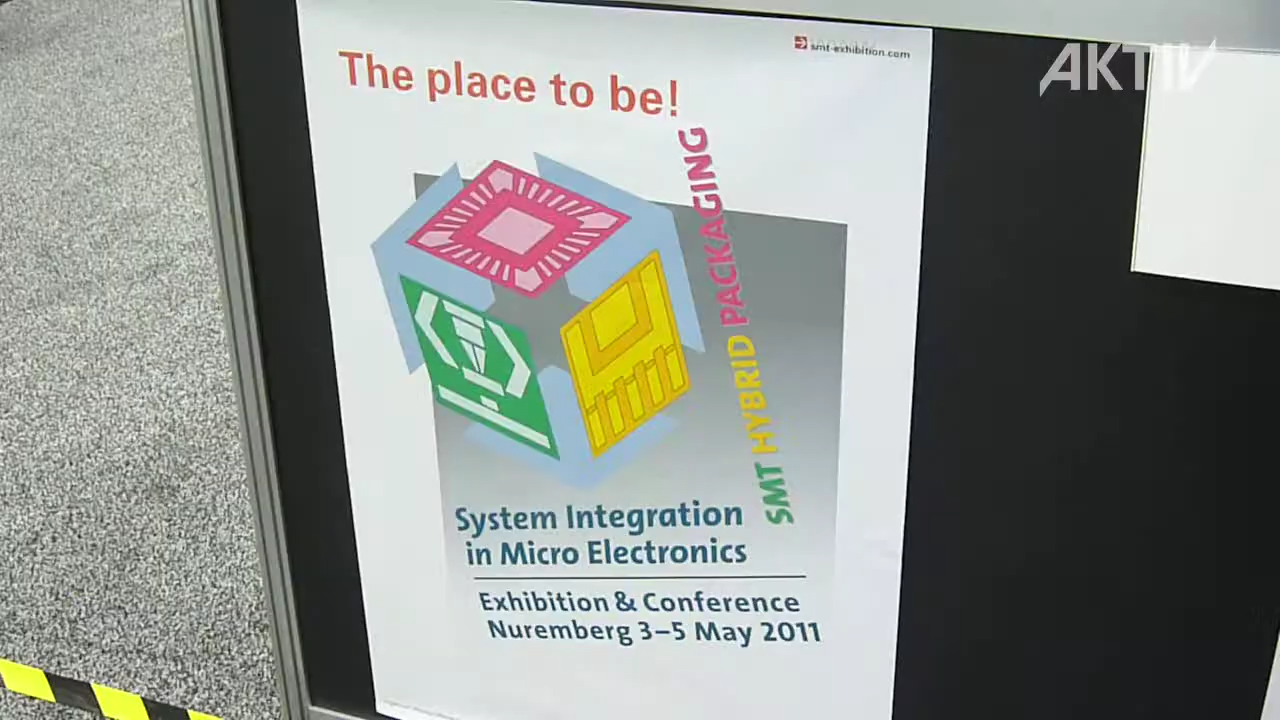 smt-exhibition.com
AKTIV
The place to be!
SMT HYBRID PACKAGING
System Integration
in Micro Electronics
Exhibition & Conference
Nuremberg 3–5 May 2011